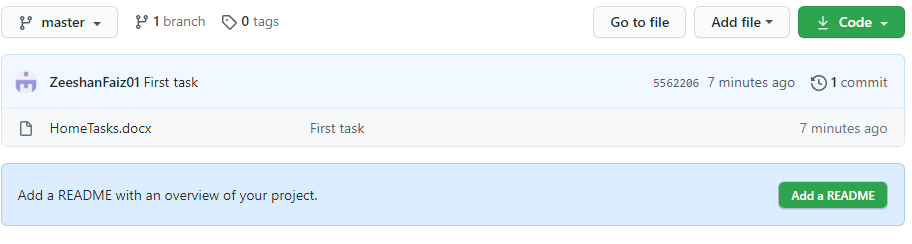 master 1 branch 0 tags Go to file Add file Code
ZeeshanFaiz01 First task 5562206 7 minutes ago 1 commit
HomeTasks.docx First task 7 minutes ago
Add a README with an overview of your project. Add a README